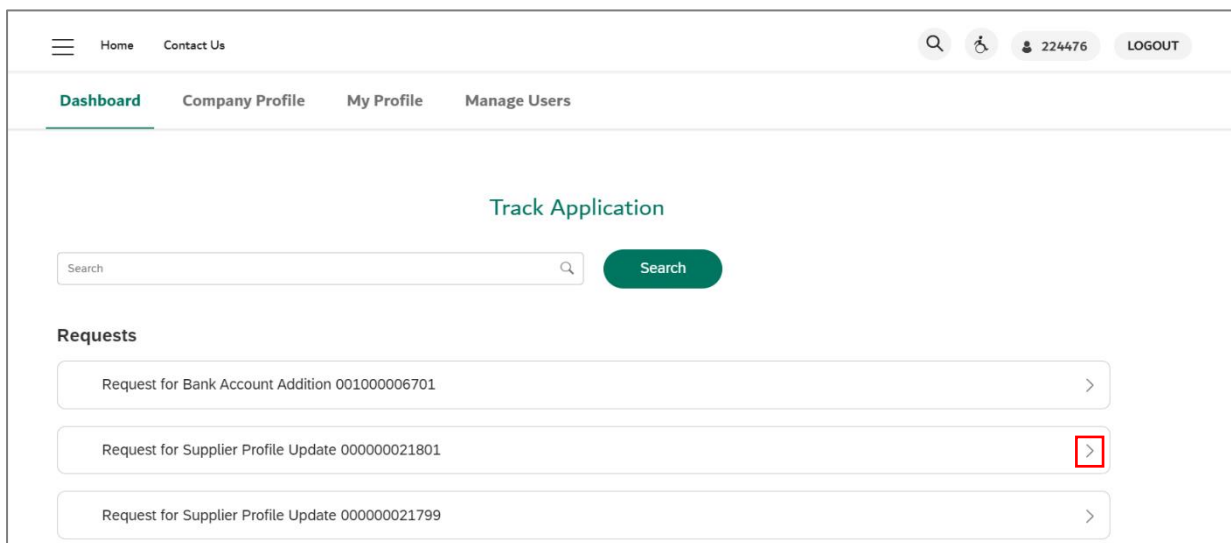 Home Contact Us 224476 LOGOUT
Dashboard Company Profile My Profile Manage Users
Track Application
Search Search
Requests
Request for Bank Account Addition 001000006701
Request for Supplier Profile Update 000000021801
Request for Supplier Profile Update 000000021799